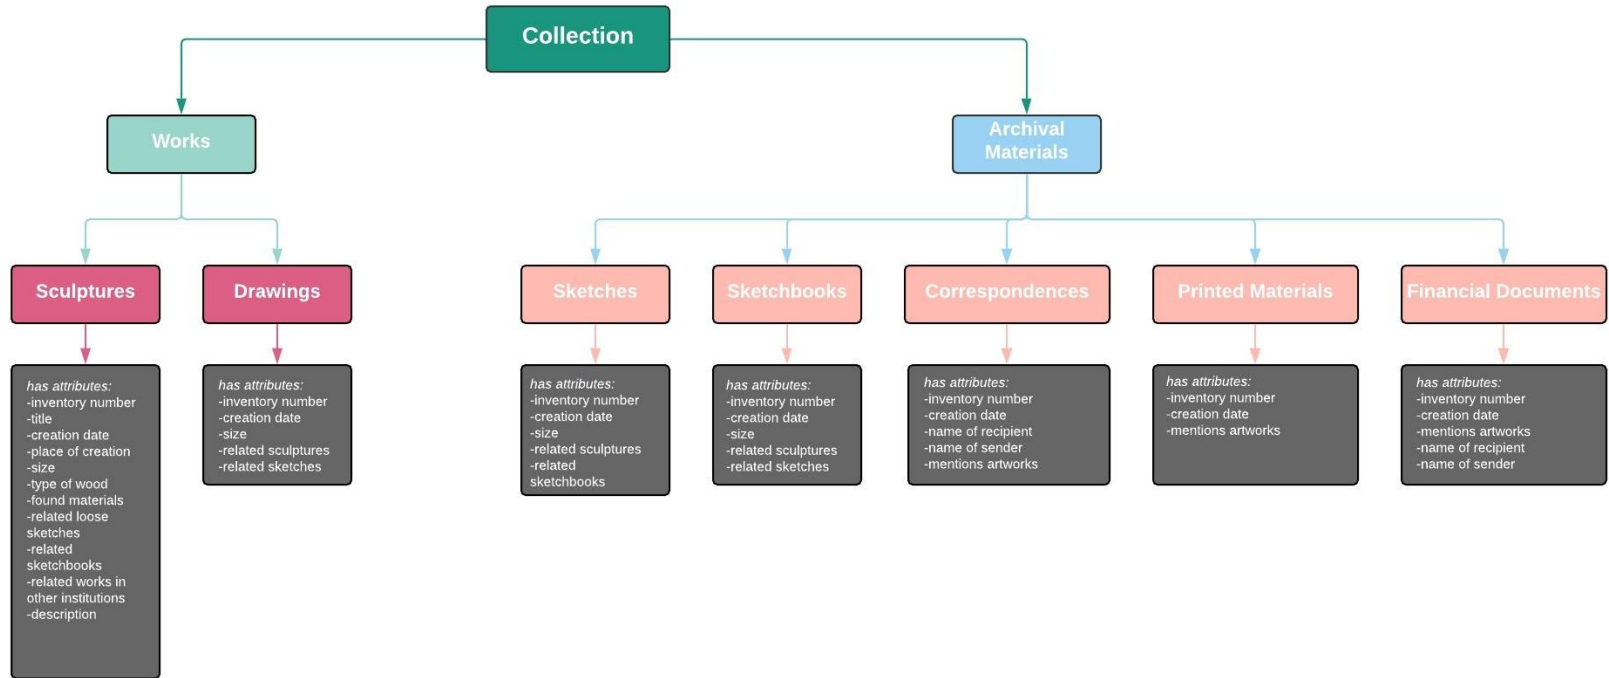 Collection
Works
Archival
Materials
Sculptures
Drawings
Sketches
Sketchbooks
Correspondences
Printed Materials
Financial Documents
has attributes:
-inventory number
-title
-creation date
-place of creation
-size
-type of wood
-found materials
-related loose
sketches
-related
sketchbooks
-related works in
other institutions
-description
has attributes:
-inventory number
-creation date
-size
-related sculptures
-related sketches
has attributes:
-inventory number
-creation date
-size
-related sculptures
-related
sketchbooks
has attributes:
-inventory number
-creation date
-size
-related sculptures
-related sketches
has attributes:
-inventory number
-creation date
-name of recipient
-name of sender
-mentions artworks
has attributes:
-inventory number
-creation date
-mentions artworks
has attributes:
-inventory number
-creation date
-mentions artworks
-name of recipient
-name of sender